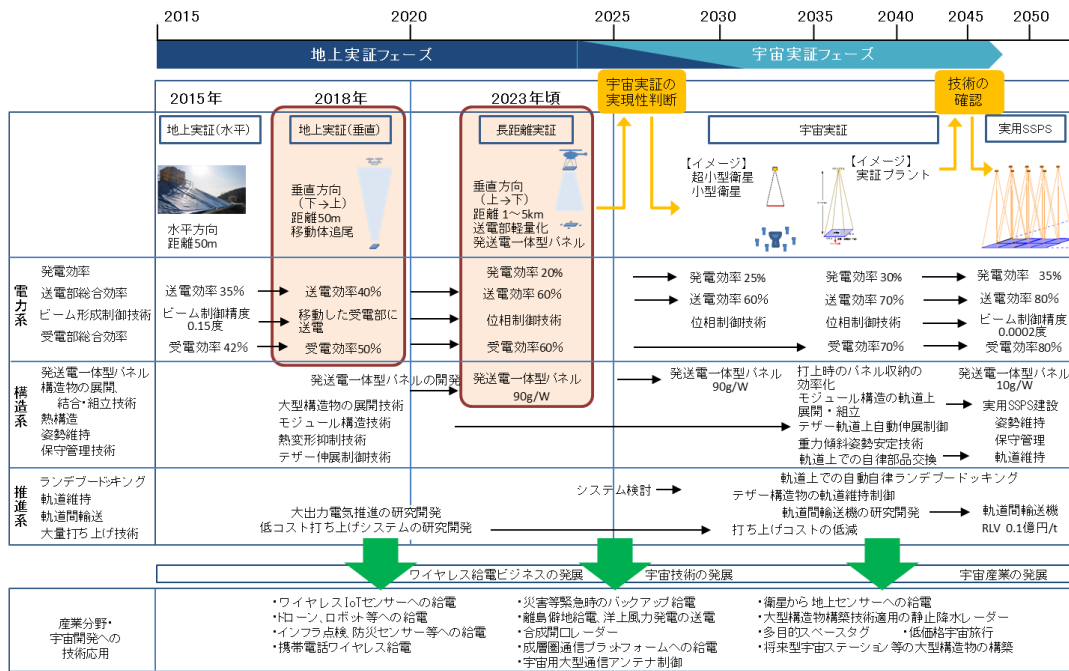 2015
2020
2025
2030
2035
2040
2045
2050
地上実証フェーズ
宇宙実証フェーズ
宇宙実証の
実現性判断
技術の
確認
2015年
2018年
2023年頃
地上実証(水平)
地上実証(垂直)
長距離実証
宇宙実証
実用SSPS
水平方向
距離50m
垂直方向
(下→上)
距離50m
移動体追尾
垂直方向
(上→下)
距離 1～5km
送電部軽量化
発送電一体型パネル
【イメージ】
超小型衛星
小型衛星
【イメージ】
実証プラント
電力系
発電効率
送電部総合効率
ビーム形成制御技術
受電部総合効率
発電効率 20%
発電効率 25%
発電効率 30%
発電効率 35%
送電効率 35%
送電効率40%
送電効率 60%
送電効率 60%
送電効率 70%
送電効率 80%
ビーム制御精度
0.15度
移動した受電部に
送電
位相制御技術
位相制御技術
位相制御技術
ビーム制御精度
0.0002度
受電効率 42%
受電効率50%
受電効率60%
受電効率70%
受電効率80%
構造系
発送電一体型パネル
構造物の展開、
結合・組立技術
熱構造
姿勢維持
保守管理技術
発送電一体型パネルの開発
大型構造物の展開技術
モジュール構造技術
熱変形抑制技術
テザー伸展制御技術
発送電一体型パネル
90g/W
発送電一体型パネル
90g/W
打上時のパネル収納の
効率化
モジュール構造の軌道上
展開・組立
テザー軌道上自動伸展制御
重力傾斜姿勢安定技術
軌道上での自律部品交換
発送電一体型パネル
10g/W
実用SSPS建設
姿勢維持
保守管理
軌道維持
推進系
ランデブードッキング
軌道維持
軌道間輸送
大量打ち上げ技術
大出力電気推進の研究開発
低コスト打ち上げシステムの研究開発
システム検討
軌道上での自動自律ランデブードッキング
テザー構造物の軌道維持制御
軌道間輸送機の研究開発
打ち上げコストの低減
軌道間輸送機
RLV 0.1億円/t
ワイヤレス給電ビジネスの発展
宇宙技術の発展
宇宙産業の発展
産業分野・
宇宙開発への
技術応用
・ワイヤレスIoTセンサーへの給電
・ドローン、ロボット等への給電
・インフラ点検、防災センサー等への給電
・携帯電話ワイヤレス給電
・災害等緊急時のバックアップ給電
・離島僻地給電、洋上風力発電の送電
・合成開口レーダー
・成層圏通信プラットフォームへの給電
・宇宙用大型通信アンテナ制御
・衛星から地上センサーへの給電
・大型構造物構築技術適用の静止降水レーダー
・多目的スペースタグ ・低価格宇宙旅行
・将来型宇宙ステーション等の大型構造物の構築